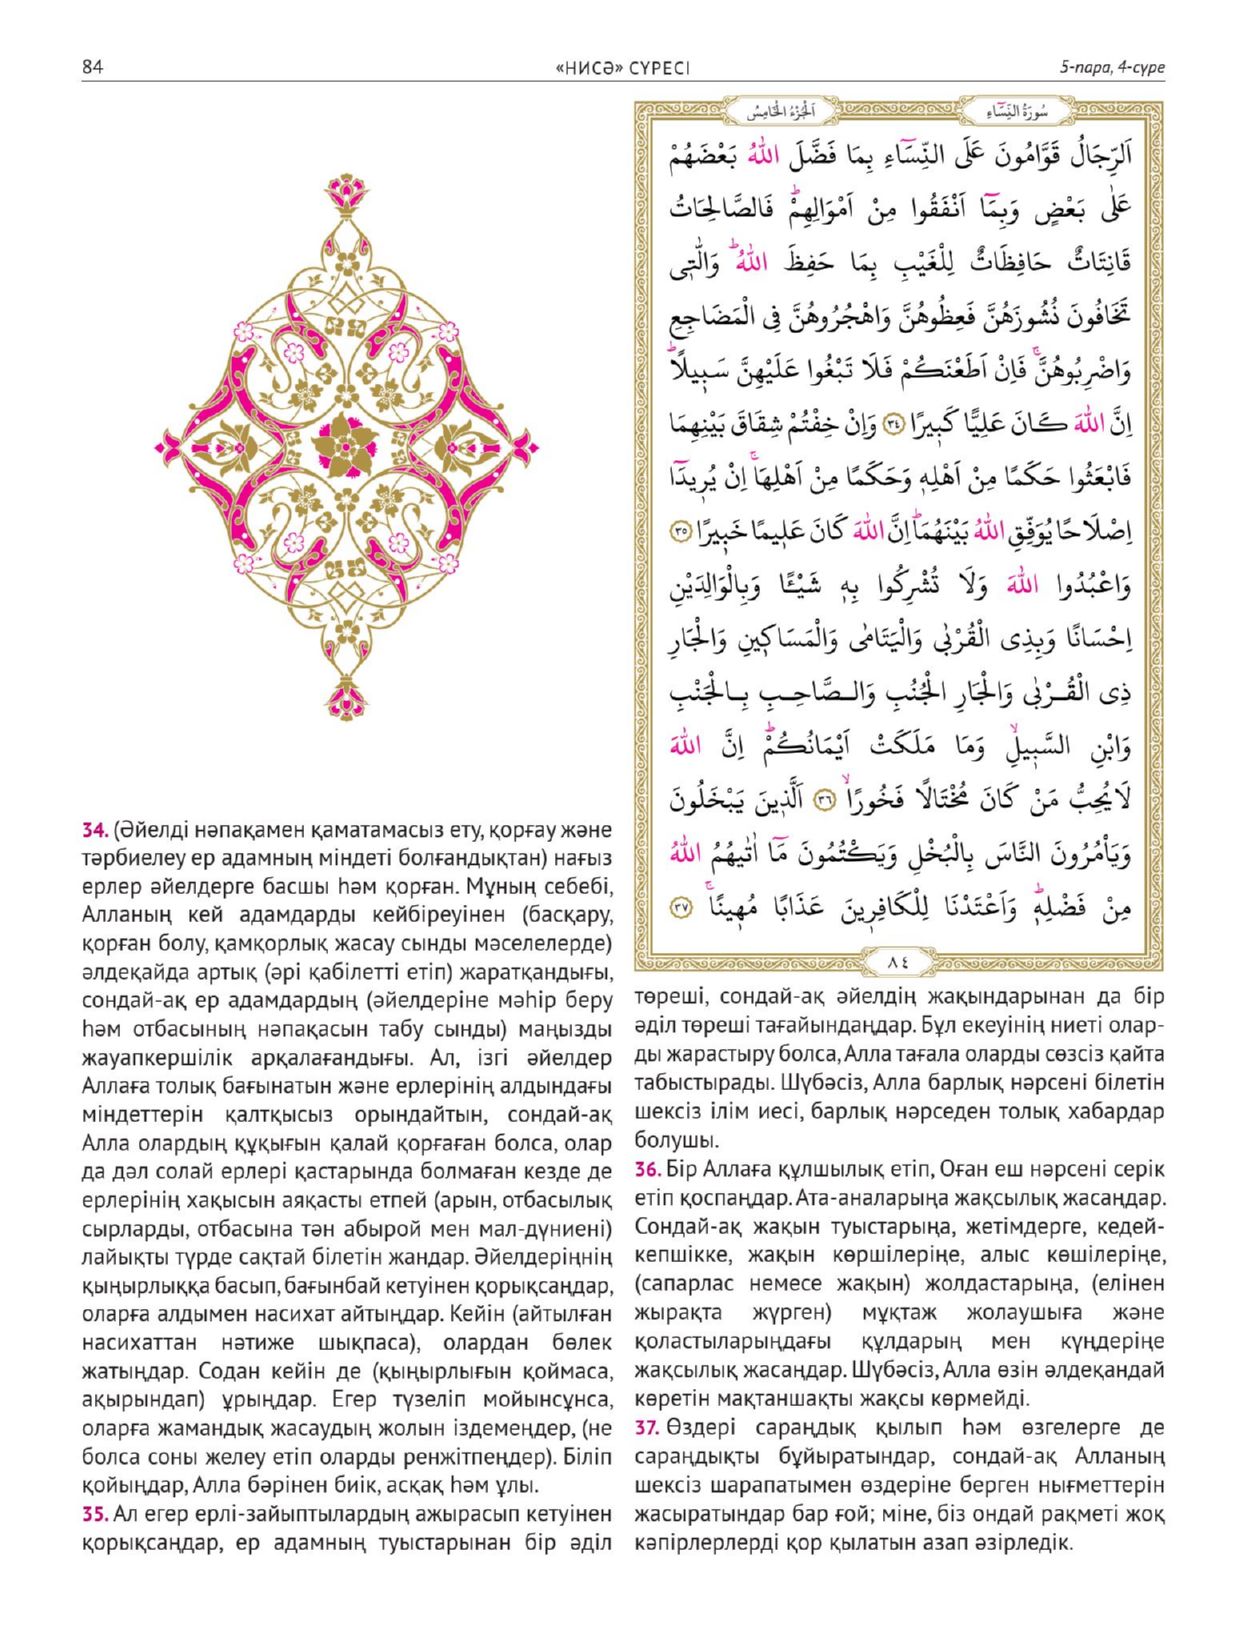 84
«НИСӘ» СҮРЕСІ
5-пара, 4-сүре
اَلْجُزْءُ الْخَامِسُ
سُورَةُ النِّسَٓاءِ
اَلرِّجَالُ قَوَّامُونَ عَلَى النِّسَٓاءِ بِمَا فَضَّلَ اللّٰهُ بَعْضَهُمْ
عَلٰى بَعْضٍ وَبِمَٓا اَنْفَقُوا مِنْ اَمْوَالِهِمْۜ فَالصَّالِحَاتُ
قَانِتَاتٌ حَافِظَاتٌ لِلْغَيْبِ بِمَا حَفِظَ اللّٰهُۜ وَالّٰتٖى
تَخَافُونَ نُشُوزَهُنَّ فَعِظُوهُنَّ وَاهْجُرُوهُنَّ فِى الْمَضَاجِعِ
وَاضْرِبُوهُنَّۚ فَاِنْ اَطَعْنَكُمْ فَلَا تَبْغُوا عَلَيْهِنَّ سَبٖيلًاۜ
اِنَّ اللّٰهَ كَانَ عَلِيًّا كَبٖيرًا ﴿٣٤﴾ وَاِنْ خِفْتُمْ شِقَاقَ بَيْنِهِمَا
فَابْعَثُوا حَكَمًا مِنْ اَهْلِهٖ وَحَكَمًا مِنْ اَهْلِهَاۚ اِنْ يُرٖيدَٓا
اِصْلَاحًا يُوَفِّقِ اللّٰهُ بَيْنَهُمَاۜ اِنَّ اللّٰهَ كَانَ عَلٖيمًا خَبٖيرًا ﴿٣٥﴾
وَاعْبُدُوا اللّٰهَ وَلَا تُشْرِكُوا بِهٖ شَيْـًٔا وَبِالْوَالِدَيْنِ
اِحْسَانًا وَبِذِى الْقُرْبٰى وَالْيَتَامٰى وَالْمَسَاكٖينِ وَالْجَارِ
ذِى الْقُرْبٰى وَالْجَارِ الْجُنُبِ وَالصَّاحِبِ بِالْجَنْبِ
وَابْنِ السَّبٖيلِۙ وَمَا مَلَكَتْ اَيْمَانُكُمْۜ اِنَّ اللّٰهَ
لَا يُحِبُّ مَنْ كَانَ مُخْتَالًا فَخُورًاۙ ﴿٣٦﴾ اَلَّذٖينَ يَبْخَلُونَ
وَيَاْمُرُونَ النَّاسَ بِالْبُخْلِ وَيَكْتُمُونَ مَٓا اٰتٰيهُمُ اللّٰهُ
مِنْ فَضْلِهٖۜ وَاَعْتَدْنَا لِلْكَافِرٖينَ عَذَابًا مُهٖينًاۚ ﴿٣٧﴾
٨٤
34. (Әйелді нәпақамен қаматамасыз ету, қорғау және
тәрбиелеу ер адамның міндеті болғандықтан) нағыз
ерлер әйелдерге басшы һәм қорған. Мұның себебі,
Алланың кей адамдарды кейбіреуінен (басқару,
қорған болу, қамқорлық жасау сынды мәселелерде)
әлдеқайда артық (әрі қабілетті етіп) жаратқандығы,
сондай-ақ ер адамдардың (әйелдеріне мәһір беру
һәм отбасының нәпақасын табу сынды) маңызды
жауапкершілік арқалағандығы. Ал, ізгі әйелдер
Аллаға толық бағынатын және ерлерінің алдындағы
міндеттерін қалтқысыз орындайтын, сондай-ақ
Алла олардың құқығын қалай қорғаған болса, олар
да дәл солай ерлері қастарында болмаған кезде де
ерлерінің хақысын аяқасты етпей (арын, отбасылық
сырларды, отбасына тән абырой мен мал-дүниені)
лайықты түрде сақтай білетін жандар. Әйелдеріңнің
қыңырлыққа басып, бағынбай кетуінен қорықсаңдар,
оларға алдымен насихат айтыңдар. Кейін (айтылған
насихаттан нәтиже шықпаса), олардан бөлек
жатыңдар. Содан кейін де (қыңырлығын қоймаса,
ақырындап) ұрыңдар. Егер түзеліп мойынсұнса,
оларға жамандық жасаудың жолын іздемеңдер, (не
болса соны желеу етіп оларды ренжітпеңдер). Біліп
қойыңдар, Алла бәрінен биік, асқақ һәм ұлы.
35. Ал егер ерлі-зайыптылардың ажырасып кетуінен
қорықсаңдар, ер адамның туыстарынан бір әділ
төреші, сондай-ақ әйелдің жақындарынан да бір
әділ төреші тағайындаңдар. Бұл екеуінің ниеті олар-
ды жарастыру болса, Алла тағала оларды сөзсіз қайта
табыстырады. Шүбәсіз, Алла барлық нәрсені білетін
шексіз ілім иесі, барлық нәрседен толық хабардар
болушы.
36. Бір Аллаға құлшылық етіп, Оған еш нәрсені серік
етіп қоспаңдар. Ата-аналарыңа жақсылық жасаңдар.
Сондай-ақ жақын туыстарыңа, жетімдерге, кедей-
кепшікке, жақын көршілеріңе, алыс көшілеріңе,
(сапарлас немесе жақын) жолдастарыңа, (елінен
жырақта жүрген) мұқтаж жолаушыға және
қоластыларыңдағы құлдарың мен күңдеріңе
жақсылық жасаңдар. Шүбәсіз, Алла өзін әлдеқандай
көретін мақтаншақты жақсы көрмейді.
37. Өздері сараңдық қылып һәм өзгелерге де
сараңдықты бұйыратындар, сондай-ақ Алланың
шексіз шарапатымен өздеріне берген нығметтерін
жасыратындар бар ғой; міне, біз ондай рақметі жоқ
кәпірлерлерді қор қылатын азап әзірледік.